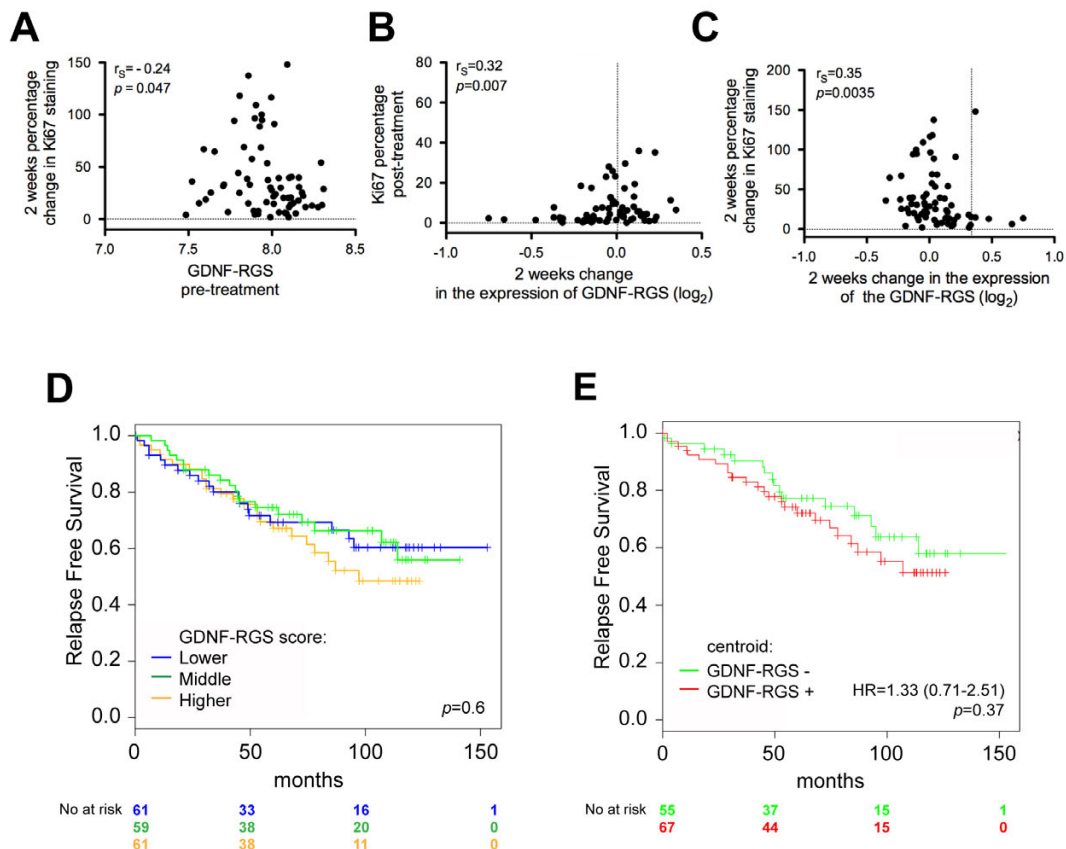 A
2 weeks percentage
change in Ki67 staining
150
100
50
0
rS= - 0.24
p = 0.047
7.0 7.5 8.0 8.5
GDNF-RGS
pre-treatment
B
Ki67 percentage
post-treatment
80
60
40
20
0
rS=0.32
p=0.007
-1.0 -0.5 0.0 0.5
2 weeks change
in the expression of GDNF-RGS (log2)
C
2 weeks percentage
change in Ki67 staining
200
150
100
50
0
rS=0.35
p=0.0035
-1.0 -0.5 0.0 0.5 1.0
2 weeks change in the expression
of the GDNF-RGS (log2)
D
Relapse Free Survival
1.0
0.8
0.6
0.4
0.2
0.0
GDNF-RGS score:
Lower
Middle
Higher
p=0.6
0 50 100 150
months
No at risk 61 33 16 1
59 38 20 0
61 38 11 0
E
Relapse Free Survival
1.0
0.8
0.6
0.4
0.2
0.0
centroid:
GDNF-RGS -
GDNF-RGS +
HR=1.33 (0.71-2.51)
p=0.37
0 50 100 150
months
No at risk 55 37 15 1
67 44 15 0